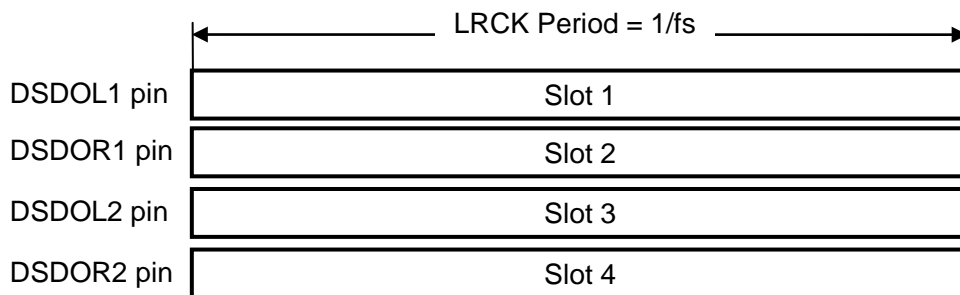 LRCK Period = 1/fs
DSDOL1 pin Slot 1
DSDOR1 pin Slot 2
DSDOL2 pin Slot 3
DSDOR2 pin Slot 4